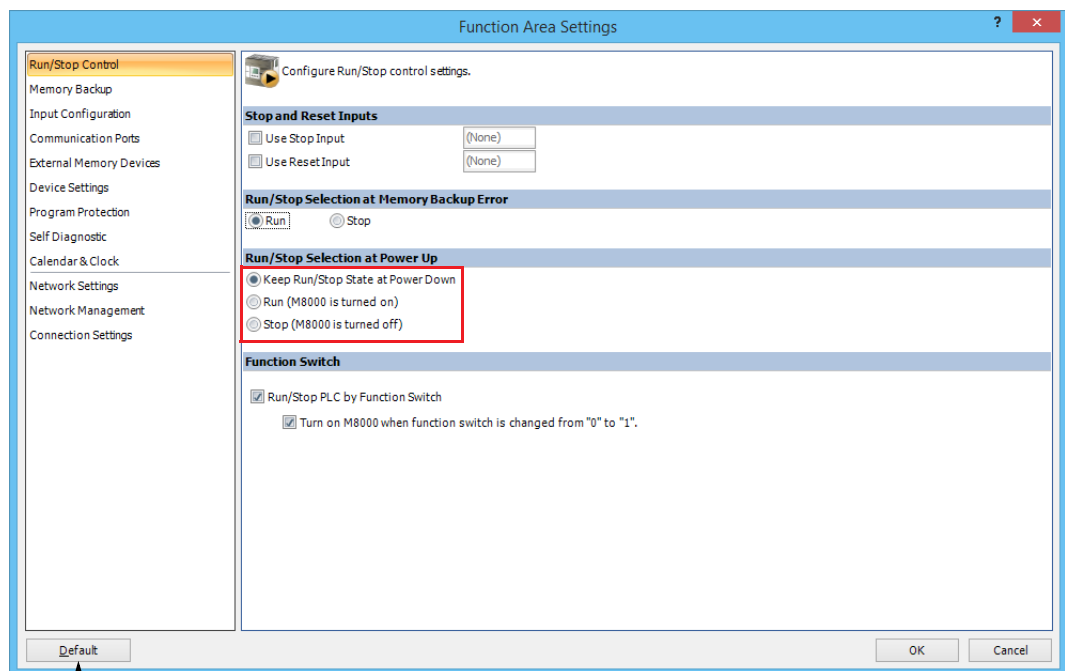 Function Area Settings
?
Run/Stop Control
Memory Backup
Input Configuration
Communication Ports
External Memory Devices
Device Settings
Program Protection
Self Diagnostic
Calendar & Clock
Network Settings
Network Management
Connection Settings
Configure Run/Stop control settings.
Stop and Reset Inputs
Use Stop Input (None)
Use Reset Input (None)
Run/Stop Selection at Memory Backup Error
Run Stop
Run/Stop Selection at Power Up
Keep Run/Stop State at Power Down
Run (M8000 is turned on)
Stop (M8000 is turned off)
Function Switch
Run/Stop PLC by Function Switch
Turn on M8000 when function switch is changed from "0" to "1".
Default OK Cancel